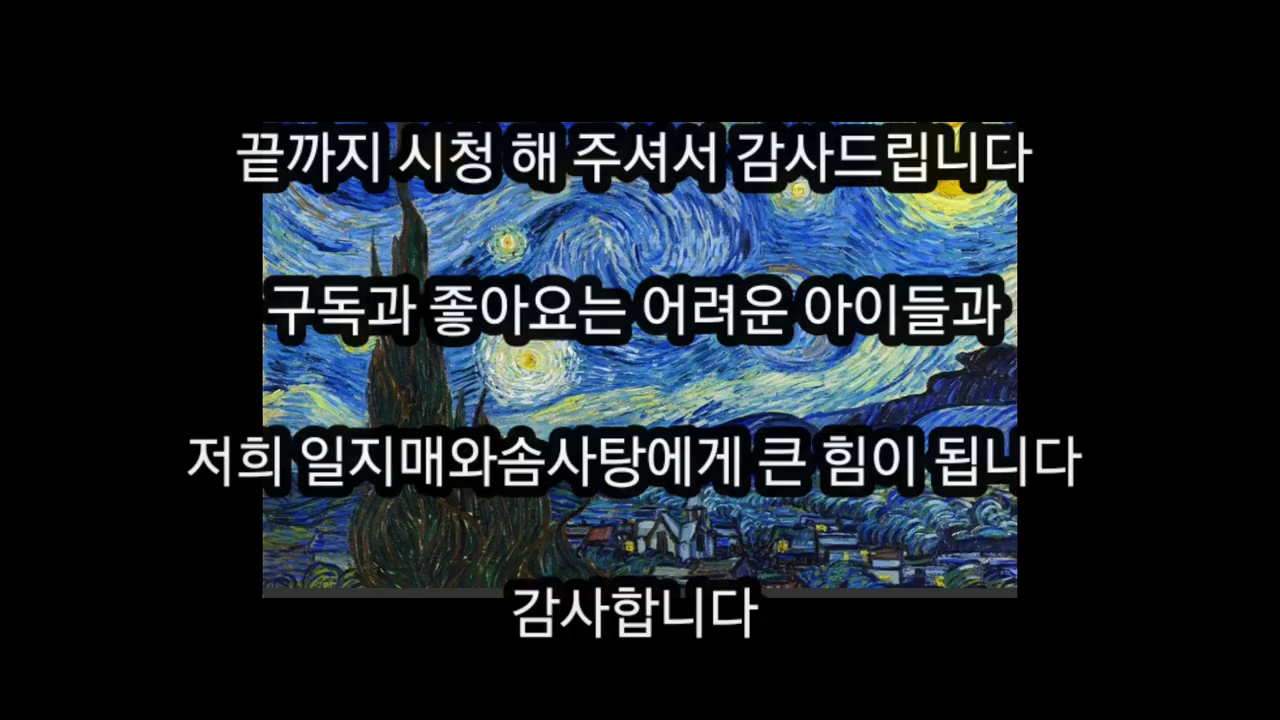 끝까지 시청 해 주셔서 감사드립니다
구독과 좋아요는 어려운 아이들과
저희 일지매와솜사탕에게 큰 힘이 됩니다
감사합니다